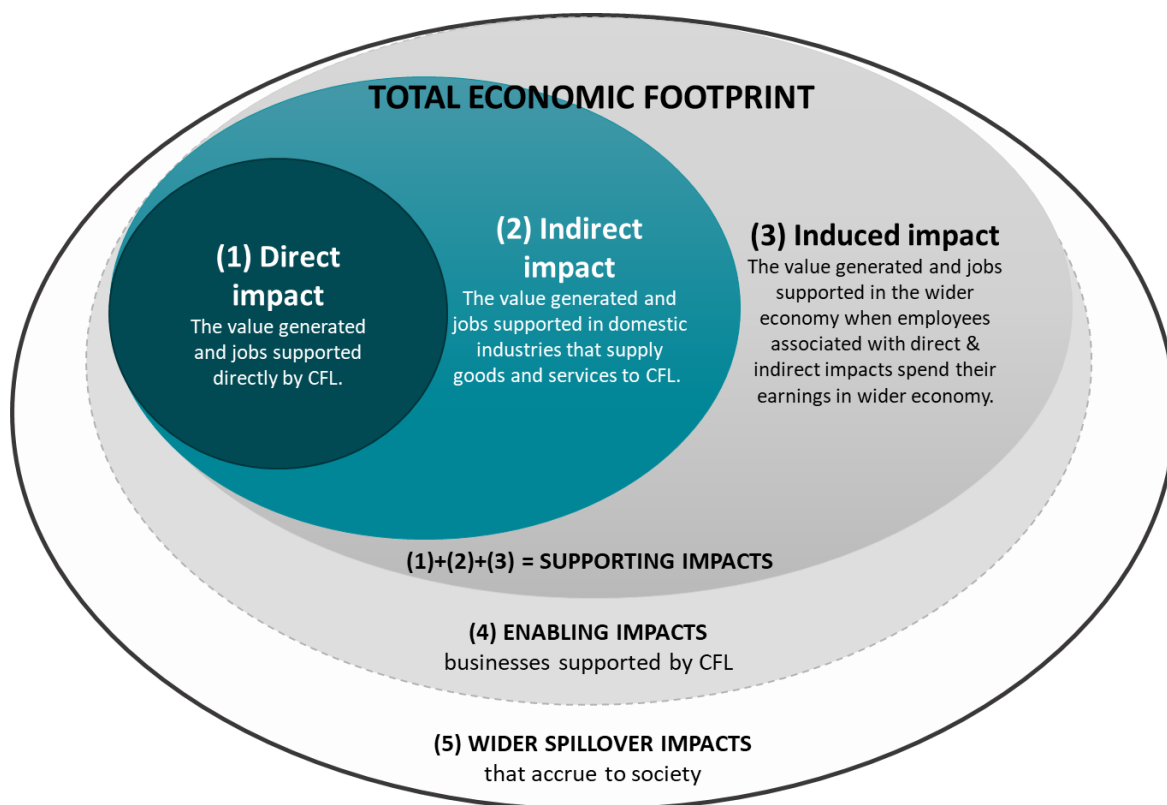 TOTAL ECONOMIC FOOTPRINT
(1) Direct
impact
The value generated
and jobs supported
directly by CFL.
(2) Indirect
impact
The value generated and
jobs supported in domestic
industries that supply
goods and services to CFL.
(3) Induced impact
The value generated and jobs
supported in the wider
economy when employees
associated with direct &
indirect impacts spend their
earnings in wider economy.
(1)+(2)+(3) = SUPPORTING IMPACTS
(4) ENABLING IMPACTS
businesses supported by CFL
(5) WIDER SPILLOVER IMPACTS
that accrue to society